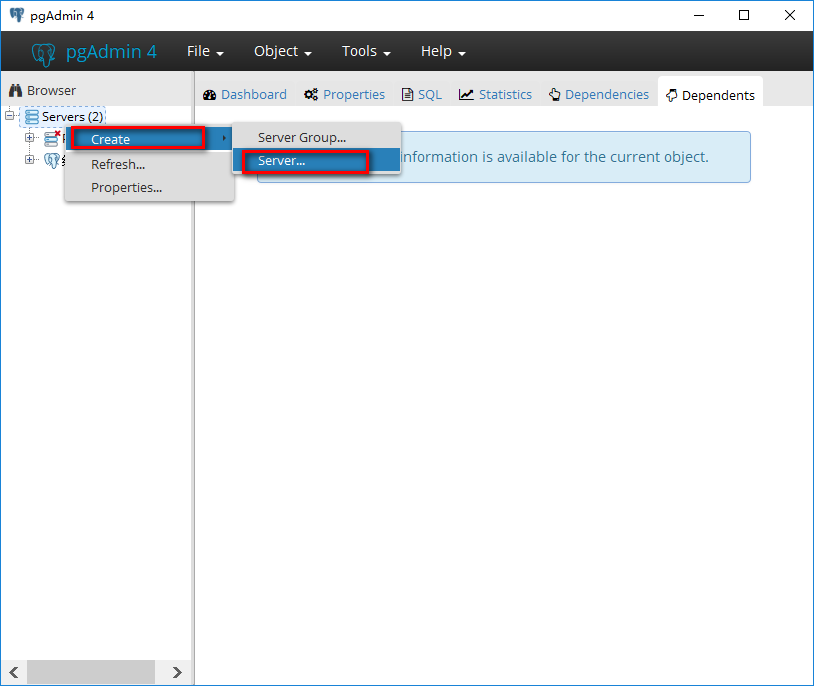 pgAdmin 4
pgAdmin 4 File Object Tools Help
Browser
Dashboard Properties SQL Statistics Dependencies Dependents
Servers (2)
Create
Refresh...
Properties...
Server Group...
Server...
information is available for the current object.